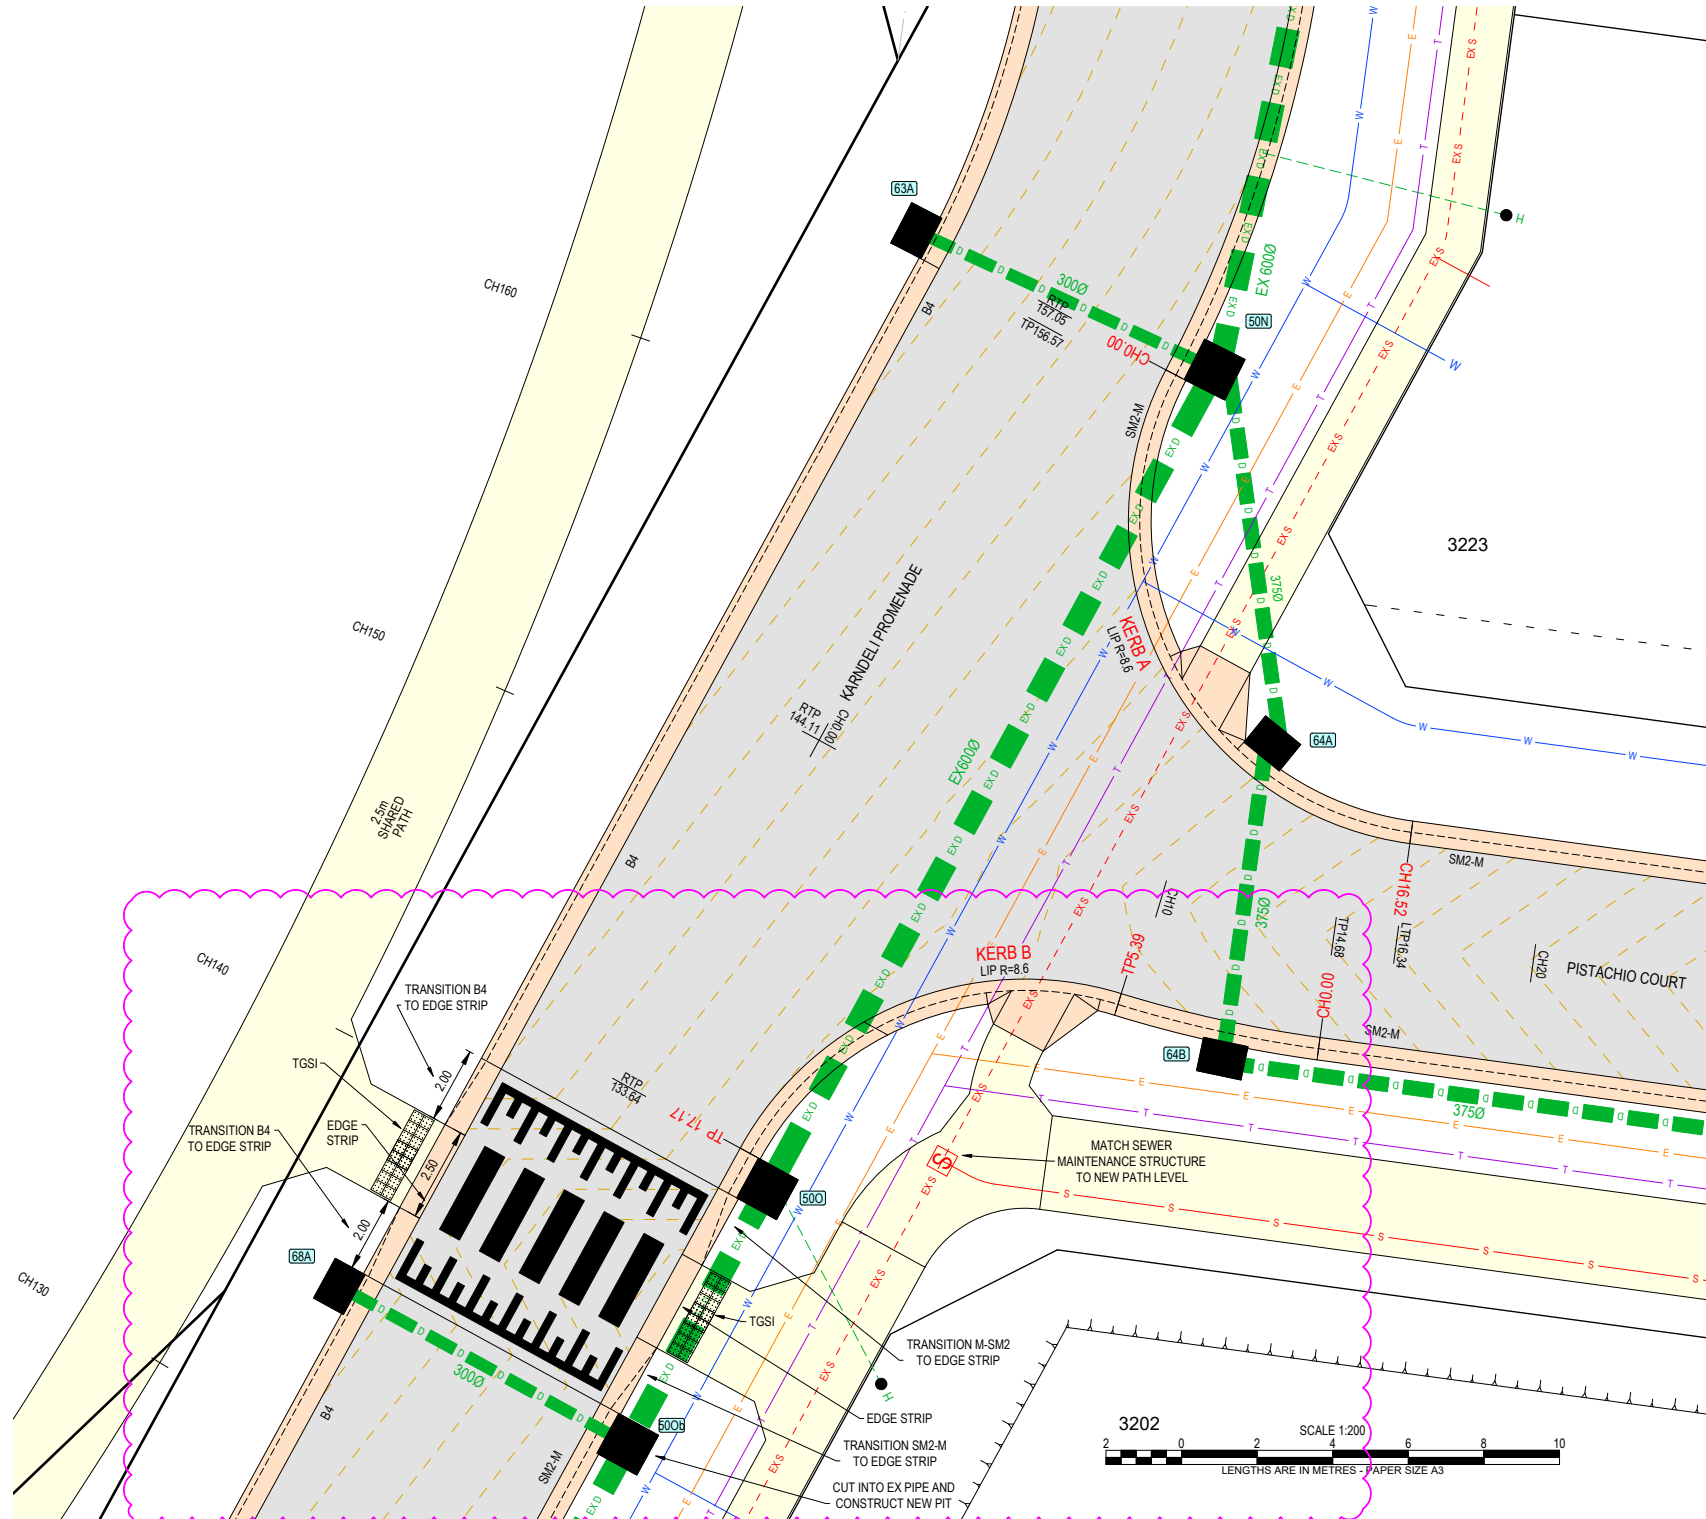 63A
CH160
300Ø
RTP
157.05
TP156.57
CH0.00
B4
EX 600Ø
50N
SM2-M
H
W
3223
375Ø
KERB A
LIP R=8.6
KARNDELI PROMENADE
RTP
144.11
CH0.00
CH150
EX600Ø
64A
2.5m
SHARED
PATH
B4
SM2-M
CH16.52
LTP16.34
CH10
375Ø
TP14.68
CH20
PISTACHIO COURT
KERB B
LIP R=8.6
TP5.39
CH0.00
SM2-M
CH140
TRANSITION B4
TO EDGE STRIP
TGSI
2.00
64B
375Ø
RTP
133.64
TP 17.17
TRANSITION B4
TO EDGE STRIP
EDGE
STRIP
2.50
2.00
MATCH SEWER
MAINTENANCE STRUCTURE
TO NEW PATH LEVEL
S
50O
68A
CH130
TGSI
300Ø
TRANSITION M-SM2
TO EDGE STRIP
H
B4
SM2-M
50Ob
EDGE STRIP
TRANSITION SM2-M
TO EDGE STRIP
CUT INTO EX PIPE AND
CONSTRUCT NEW PIT
3202
SCALE 1:200
2 0 2 4 6 8 10
LENGTHS ARE IN METRES - PAPER SIZE A3